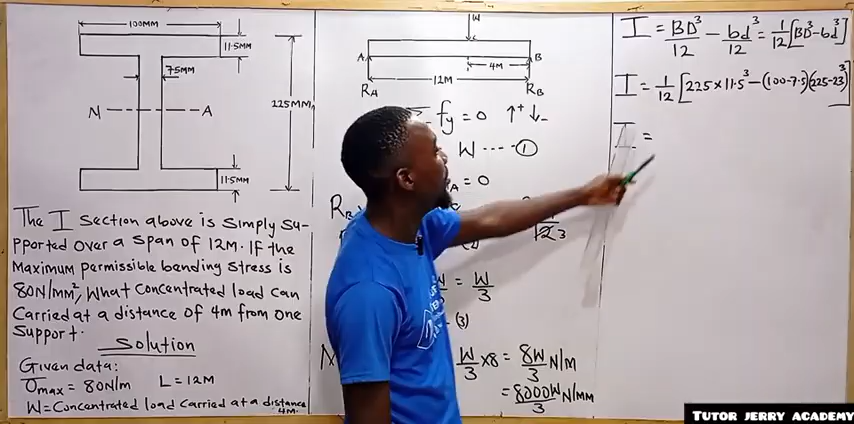 100MM
11.5MM
7.5MM
N A
225MM
11.5MM
The I Section above is Simply Su-
pported over a span of 12M. If the
Maximum permissible bending Stress is
80N/MM², What Concentrated load can
Carried at a distance of 4M from one
Support.
Solution
Given data:
σmax = 80N/m L = 12M
W = Concentrated load Carried at a distance
4M.
W
A B
4M
12M
RA RB
fy = 0 ↑+ ↓-
W ---- ①
= 0
= W/3
(3)
W/3 × 8 = 8W/3 N/M
= 8000W/3 N/MM
I = BD³/12 - bd³/12 = 1/12 [BD³ - bd³]
I = 1/12 [225 × 11.5³ - (100-7.5)(225-23)³]
I =
TUTOR JERRY ACADEMY